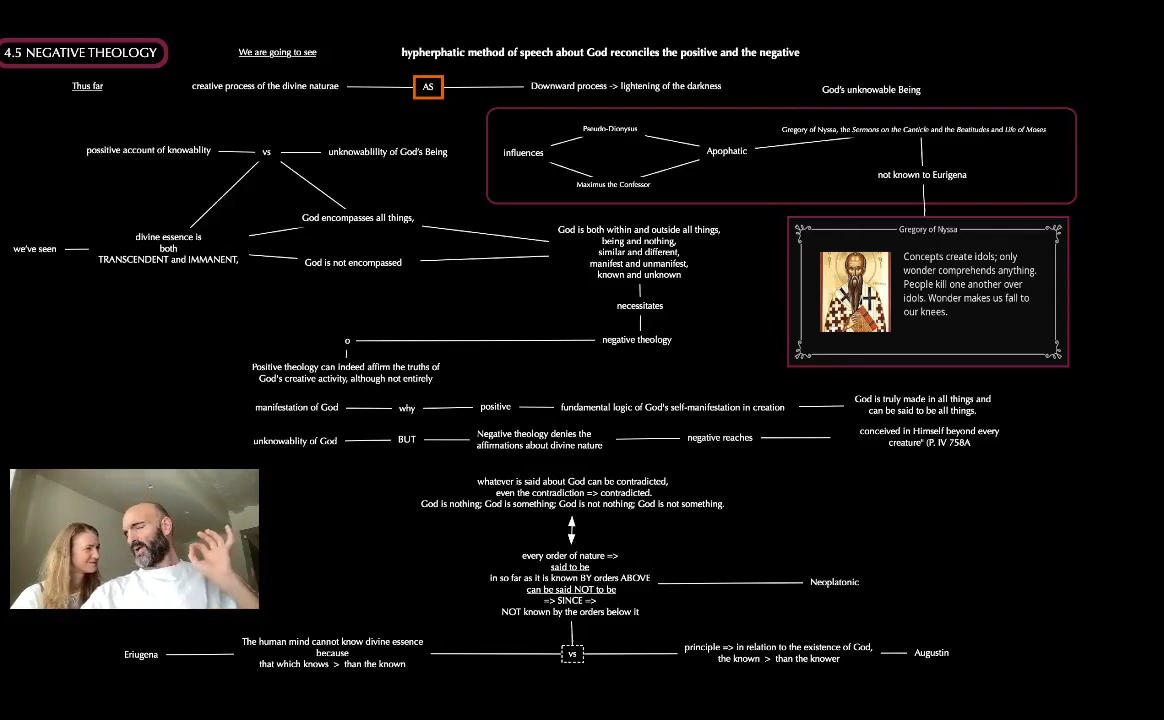 4.5 NEGATIVE THEOLOGY
We are going to see
hypherphatic method of speech about God reconciles the positive and the negative
Thus far
creative process of the divine naturae
AS
Downward process -> lightening of the darkness
God's unknowable Being
Pseudo-Dionysus
Gregory of Nyssa, the Sermons on the Canticle and the Beatitudes and Life of Moses
possitive account of knowablity
vs
unknowablility of God's Being
influences
Apophatic
not known to Eurigena
Maximus the Confessor
God encompasses all things,
we've seen
divine essence is
both
TRANSCENDENT and IMMANENT,
God is not encompassed
God is both within and outside all things,
being and nothing,
similar and different,
manifest and unmanifest,
known and unknown
Gregory of Nyssa
Concepts create idols; only
wonder comprehends anything.
People kill one another over
idols. Wonder makes us fall to
our knees.
necessitates
negative theology
o
Positive theology can indeed affirm the truths of
God's creative activity, although not entirely
manifestation of God
why
positive
fundamental logic of God's self-manifestation in creation
God is truly made in all things and
can be said to be all things.
unknowablity of God
BUT
Negative theology denies the
affirmations about divine nature
negative reaches
conceived in Himself beyond every
creature" (P. IV 758A
whatever is said about God can be contradicted,
even the contradiction => contradicted.
God is nothing; God is something; God is not nothing; God is not something.
every order of nature =>
said to be
in so far as it is known BY orders ABOVE
can be said NOT to be
=> SINCE =>
NOT known by the orders below it
Neoplatonic
Eriugena
The human mind cannot know divine essence
because
that which knows > than the known
vs
principle => in relation to the existence of God,
the known > than the knower
Augustin